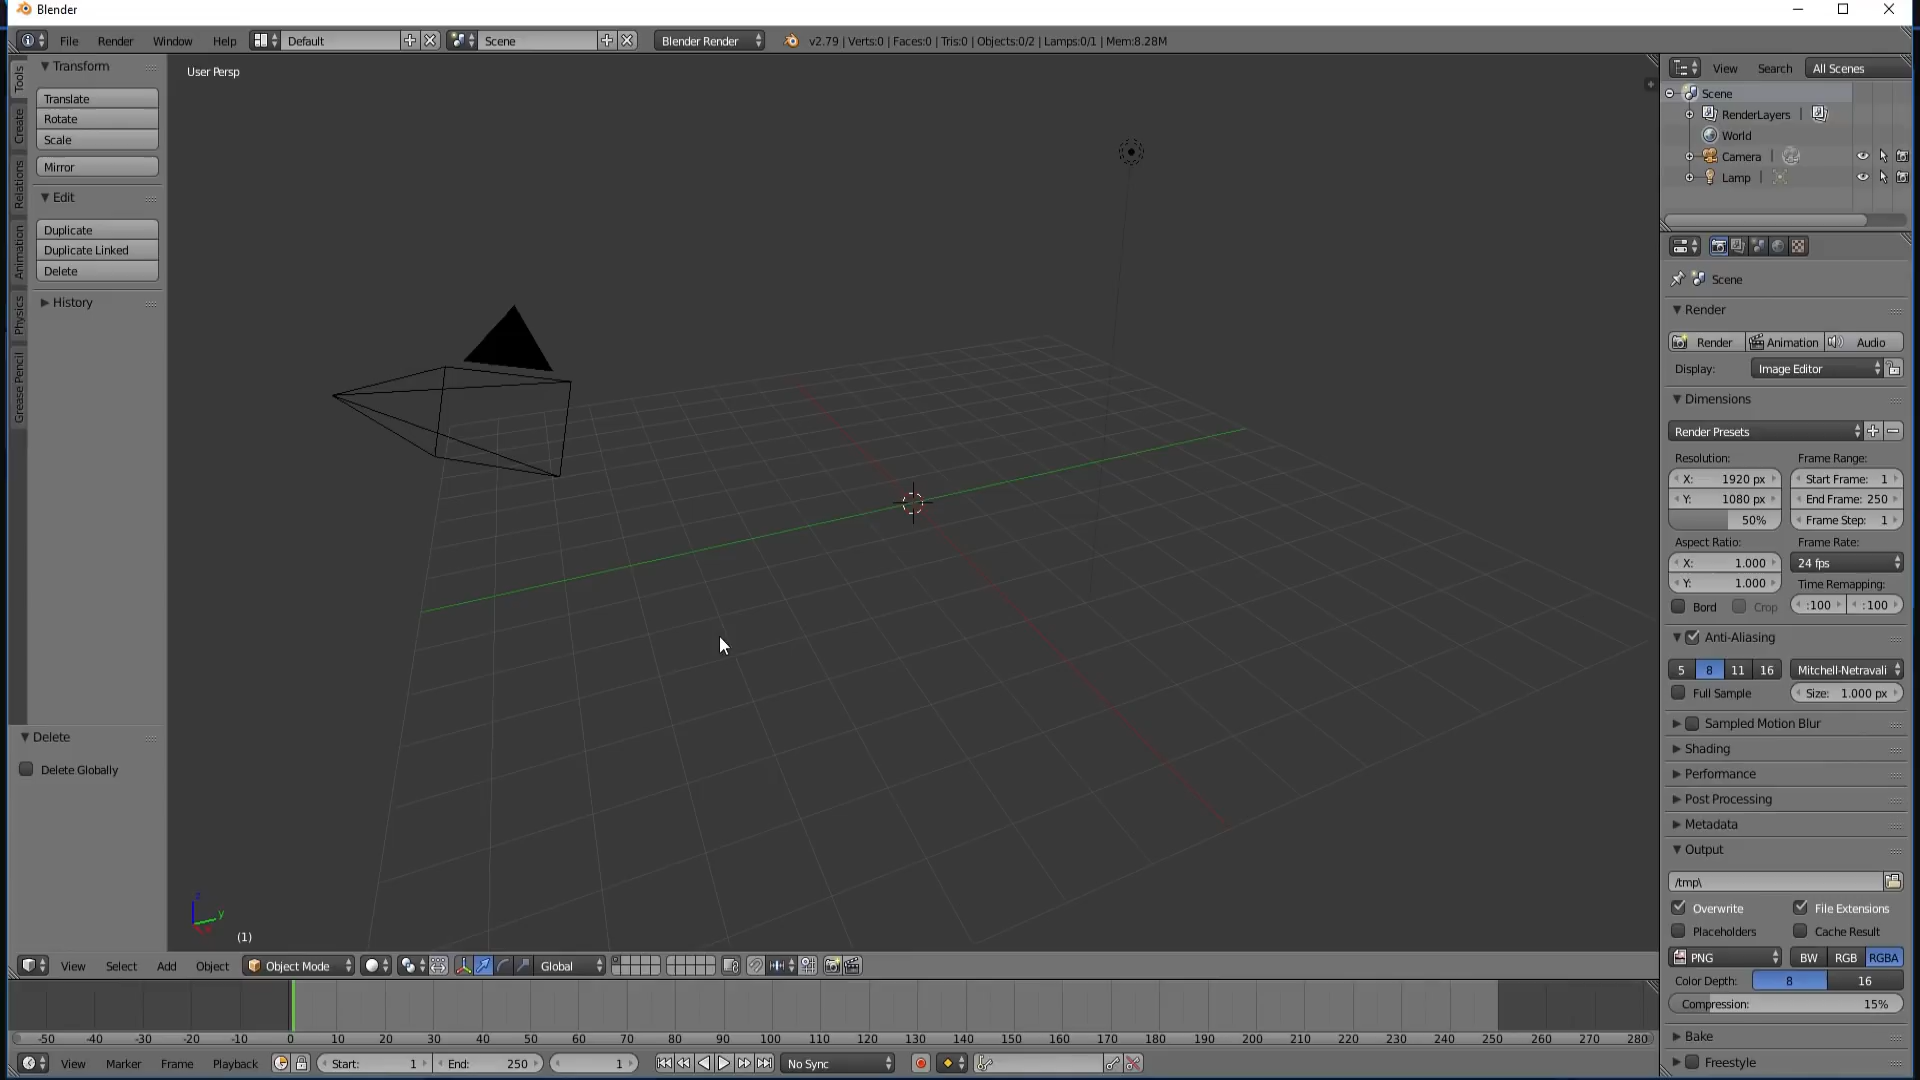 Blender
File Render Window Help Default Scene Blender Render v2.79 | Verts:0 | Faces:0 | Tris:0 | Objects:0/2 | Lamps:0/1 | Mem:8.28M
Tools
Create
Relations
Animation
Physics
Grease Pencil
Transform
Translate
Rotate
Scale
Mirror
Edit
Duplicate
Duplicate Linked
Delete
History
Delete
Delete Globally
User Persp
z
y
x
(1)
View Select Add Object Object Mode Global
-50 -40 -30 -20 -10 0 10 20 30 40 50 60 70 80 90 100 110 120 130 140 150 160 170 180 190 200 210 220 230 240 250 260 270 280
View Marker Frame Playback Start: 1 End: 250 1 No Sync
View Search All Scenes
Scene
RenderLayers |
World
Camera |
Lamp |
Scene
Render
Render Animation Audio
Display: Image Editor
Dimensions
Render Presets
Resolution: Frame Range:
X: 1920 px Start Frame: 1
Y: 1080 px End Frame: 250
50% Frame Step: 1
Aspect Ratio: Frame Rate:
X: 1.000 24 fps
Y: 1.000 Time Remapping:
Bord Crop :100 :100
Anti-Aliasing
5 8 11 16 Mitchell-Netravali
Full Sample Size: 1.000 px
Sampled Motion Blur
Shading
Performance
Post Processing
Metadata
Output
/tmp\
Overwrite File Extensions
Placeholders Cache Result
PNG BW RGB RGBA
Color Depth: 8 16
Compression: 15%
Bake
Freestyle